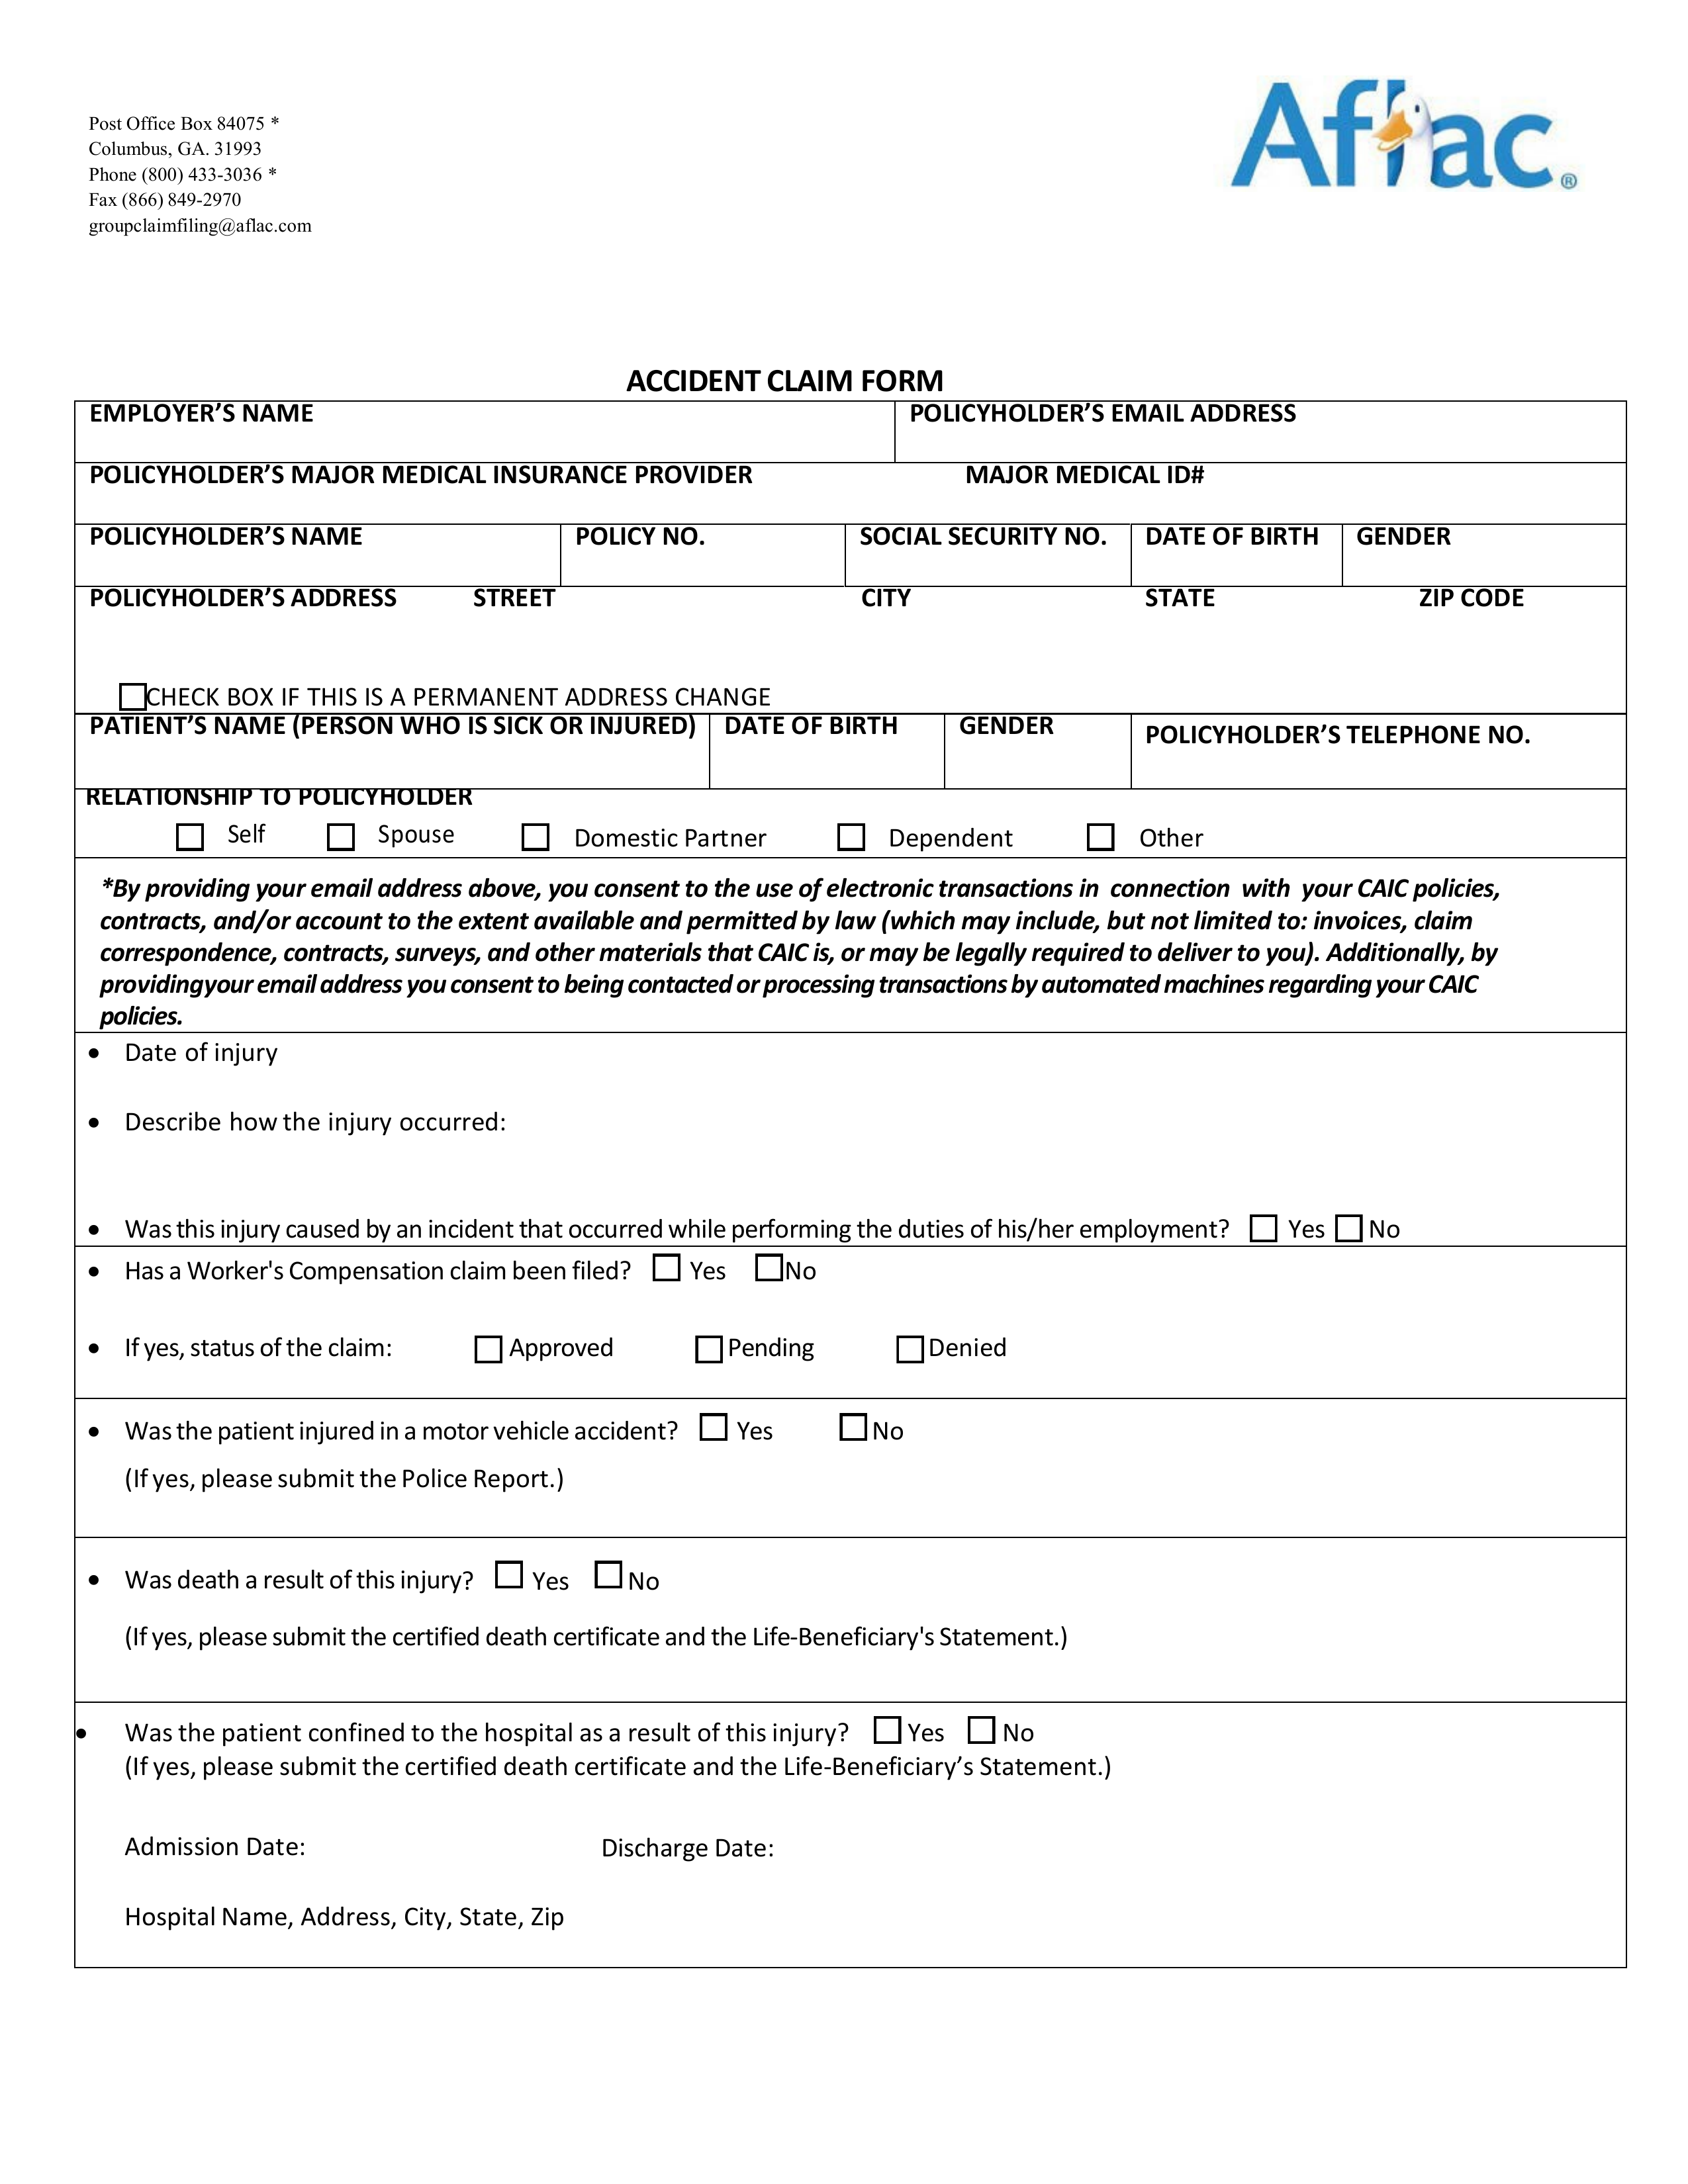 Post Office Box 84075 *
Columbus, GA. 31993
Phone (800) 433-3036 *
Fax (866) 849-2970
groupclaimfiling@aflac.com
Aflac®
ACCIDENT CLAIM FORM
EMPLOYER’S NAME POLICYHOLDER’S EMAIL ADDRESS
POLICYHOLDER’S MAJOR MEDICAL INSURANCE PROVIDER MAJOR MEDICAL ID#
POLICYHOLDER’S NAME POLICY NO. SOCIAL SECURITY NO. DATE OF BIRTH GENDER
POLICYHOLDER’S ADDRESS STREET CITY STATE ZIP CODE
CHECK BOX IF THIS IS A PERMANENT ADDRESS CHANGE
PATIENT’S NAME (PERSON WHO IS SICK OR INJURED) DATE OF BIRTH GENDER POLICYHOLDER’S TELEPHONE NO.
RELATIONSHIP TO POLICYHOLDER
Self Spouse Domestic Partner Dependent Other
*By providing your email address above, you consent to the use of electronic transactions in connection with your CAIC policies,
contracts, and/or account to the extent available and permitted by law (which may include, but not limited to: invoices, claim
correspondence, contracts, surveys, and other materials that CAIC is, or may be legally required to deliver to you). Additionally, by
providing your email address you consent to being contacted or processing transactions by automated machines regarding your CAIC
policies.
• Date of injury
• Describe how the injury occurred:
• Was this injury caused by an incident that occurred while performing the duties of his/her employment? Yes No
• Has a Worker's Compensation claim been filed? Yes No
• If yes, status of the claim: Approved Pending Denied
• Was the patient injured in a motor vehicle accident? Yes No
(If yes, please submit the Police Report.)
• Was death a result of this injury? Yes No
(If yes, please submit the certified death certificate and the Life-Beneficiary's Statement.)
• Was the patient confined to the hospital as a result of this injury? Yes No
(If yes, please submit the certified death certificate and the Life-Beneficiary’s Statement.)
Admission Date: Discharge Date:
Hospital Name, Address, City, State, Zip